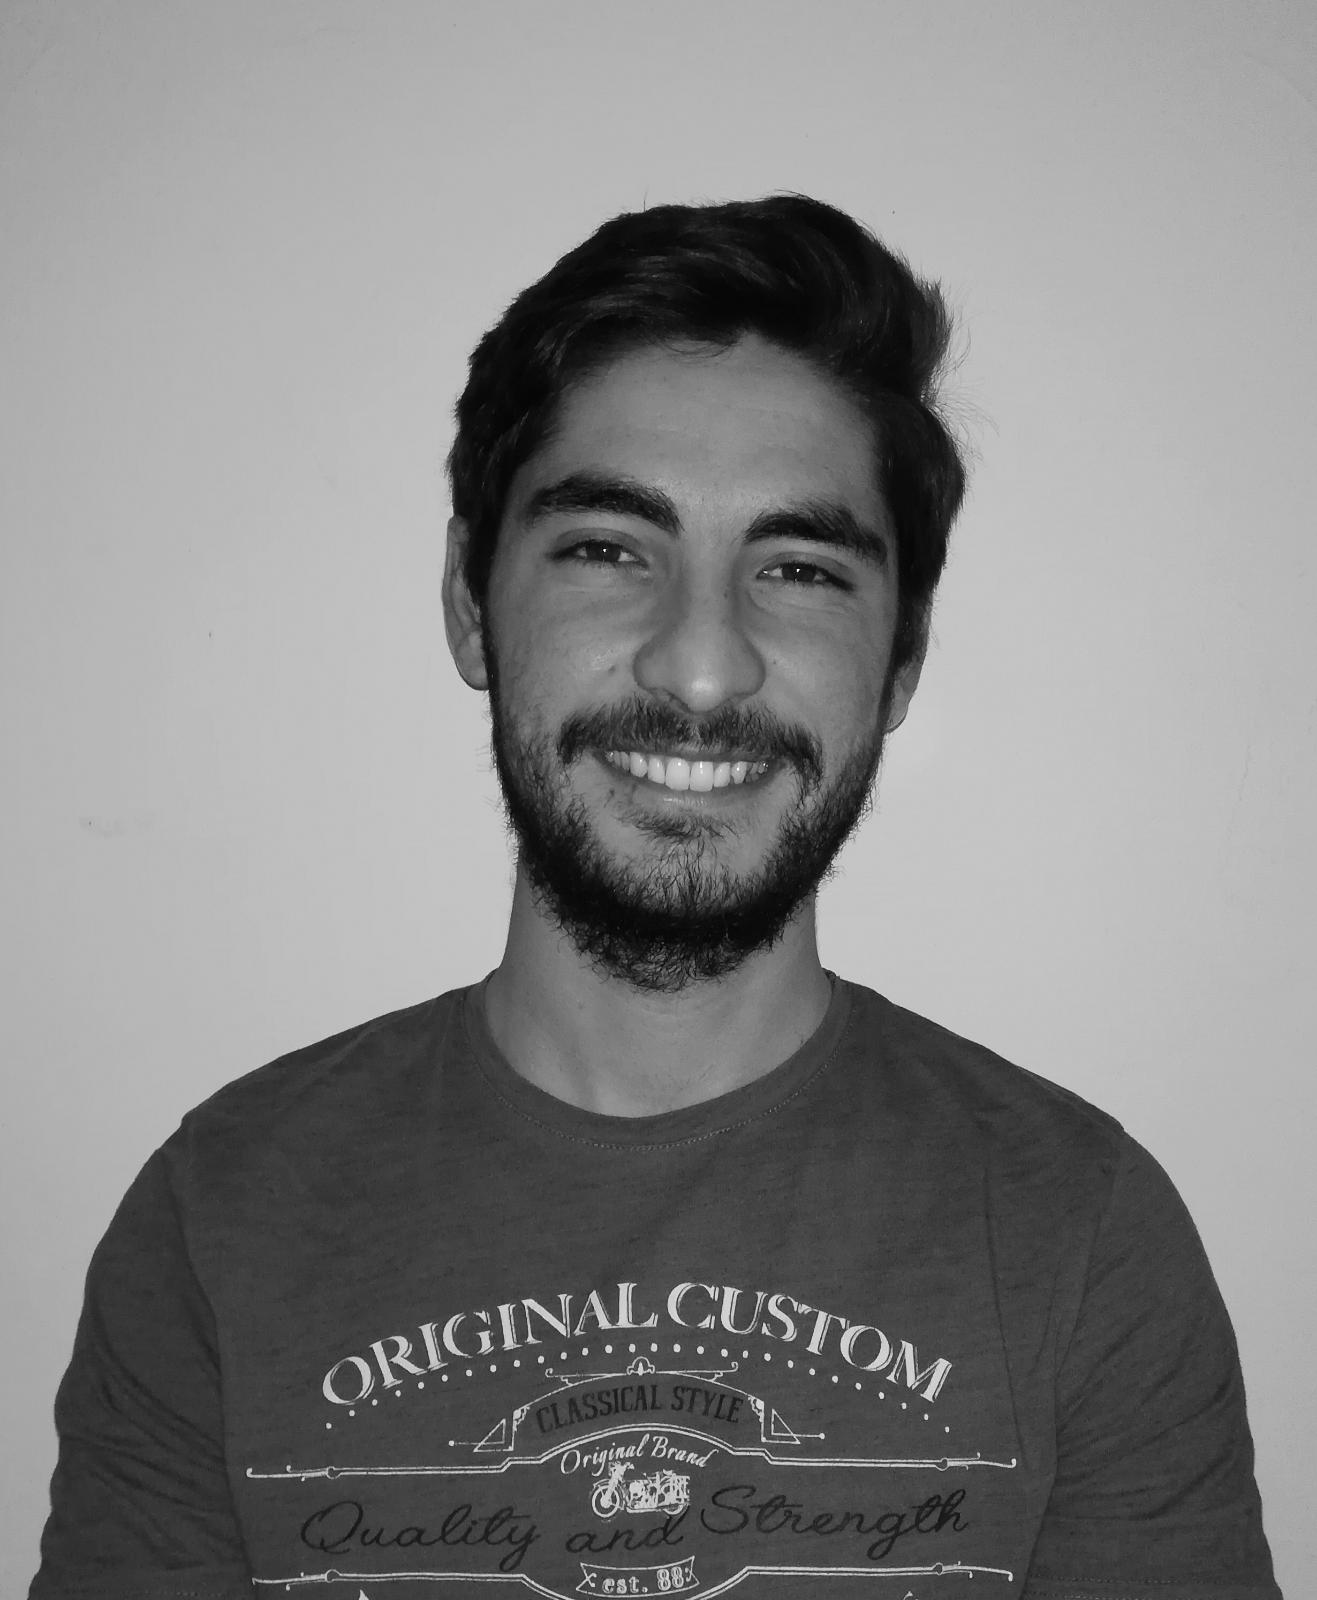 ORIGINAL CUSTOM
CLASSICAL STYLE
Original Brand
Quality and Strength
est. 88